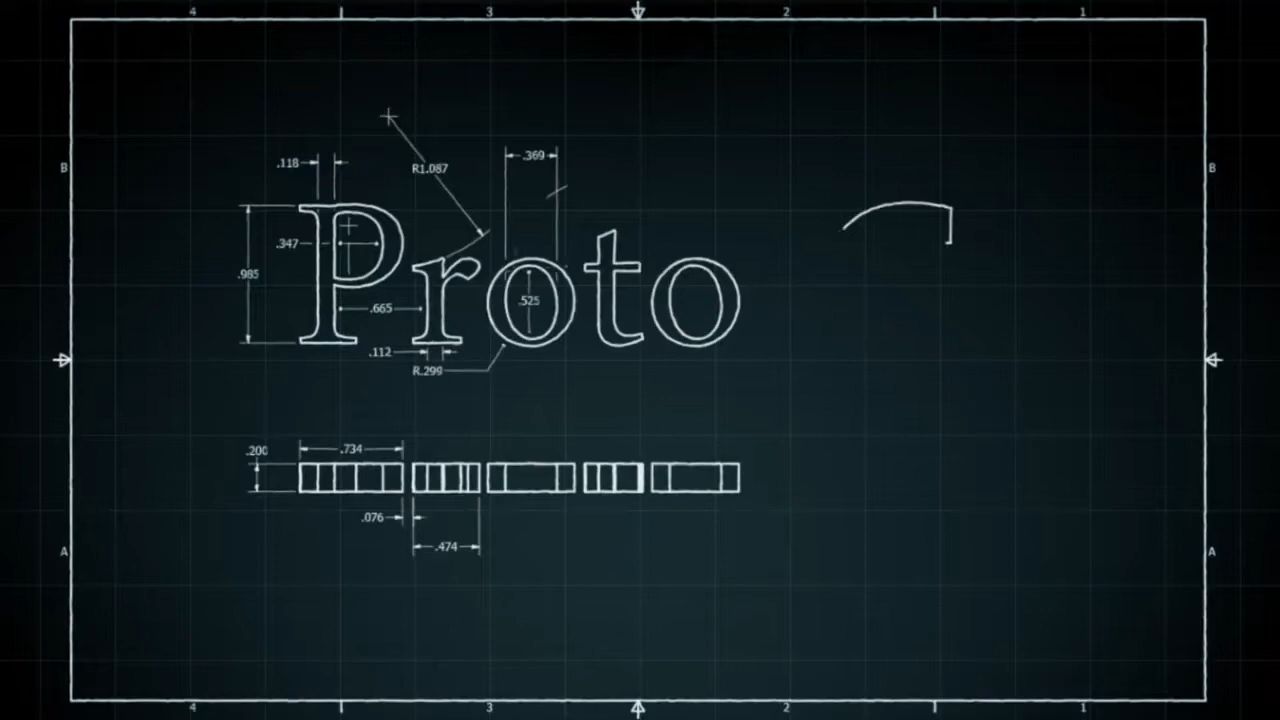 4 3 2 1
B B
.118 R1.087 .369
Proto
.347
.985
.665
.525
.112
R.299
.200 .734
.076
.474
A A
4 3 2 1